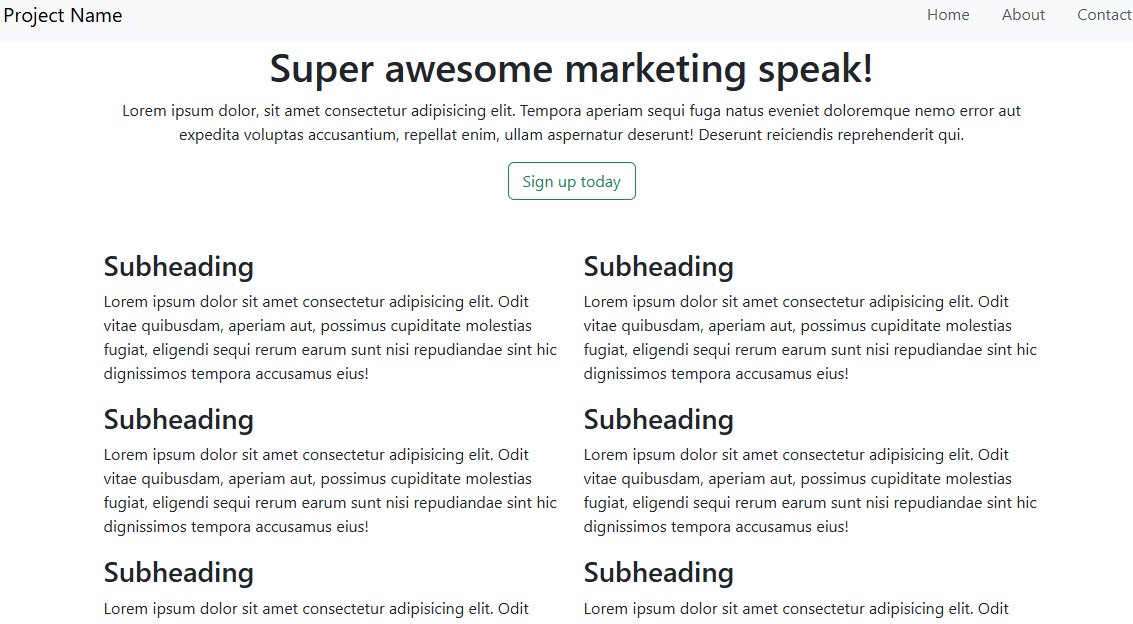 Project Name
Home About Contact
Super awesome marketing speak!
Lorem ipsum dolor, sit amet consectetur adipisicing elit. Tempora aperiam sequi fuga natus eveniet doloremque nemo error aut
expedita voluptas accusantium, repellat enim, ullam aspernatur deserunt! Deserunt reiciendis reprehenderit qui.
Sign up today
Subheading
Lorem ipsum dolor sit amet consectetur adipisicing elit. Odit
vitae quibusdam, aperiam aut, possimus cupiditate molestias
fugiat, eligendi sequi rerum earum sunt nisi repudiandae sint hic
dignissimos tempora accusamus eius!
Subheading
Lorem ipsum dolor sit amet consectetur adipisicing elit. Odit
vitae quibusdam, aperiam aut, possimus cupiditate molestias
fugiat, eligendi sequi rerum earum sunt nisi repudiandae sint hic
dignissimos tempora accusamus eius!
Subheading
Lorem ipsum dolor sit amet consectetur adipisicing elit. Odit
vitae quibusdam, aperiam aut, possimus cupiditate molestias
fugiat, eligendi sequi rerum earum sunt nisi repudiandae sint hic
dignissimos tempora accusamus eius!
Subheading
Lorem ipsum dolor sit amet consectetur adipisicing elit. Odit
vitae quibusdam, aperiam aut, possimus cupiditate molestias
fugiat, eligendi sequi rerum earum sunt nisi repudiandae sint hic
dignissimos tempora accusamus eius!
Subheading
Lorem ipsum dolor sit amet consectetur adipisicing elit. Odit
Subheading
Lorem ipsum dolor sit amet consectetur adipisicing elit. Odit